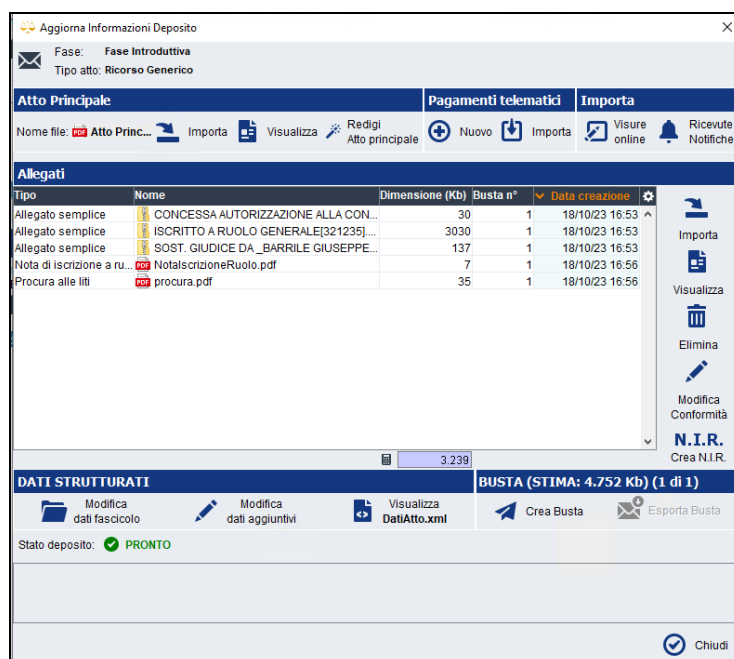 Aggiorna Informazioni Deposito
Fase: Fase Introduttiva
Tipo atto: Ricorso Generico
Atto Principale
Nome file: PDF Atto Princ... Importa Visualizza Redigi Atto principale
Pagamenti telematici
Nuovo Importa
Importa
Visure online Ricevute Notifiche
Allegati
Tipo Nome Dimensione (Kb) Busta n° Data creazione
Allegato semplice CONCESSA AUTORIZZAZIONE ALLA CON... 30 1 18/10/23 16:53
Allegato semplice ISCRITTO A RUOLO GENERALE[321235].... 3030 1 18/10/23 16:53
Allegato semplice SOST. GIUDICE DA _BARRILE GIUSEPPE... 137 1 18/10/23 16:53
Nota di iscrizione a ru... PDF NotaIscrizioneRuolo.pdf 7 1 18/10/23 16:56
Procura alle liti PDF procura.pdf 35 1 18/10/23 16:56
3.239
Importa
Visualizza
Elimina
Modifica
Conformità
N.I.R.
Crea N.I.R.
DATI STRUTTURATI
Modifica dati fascicolo Modifica dati aggiuntivi Visualizza DatiAtto.xml
BUSTA (STIMA: 4.752 Kb) (1 di 1)
Crea Busta Esporta Busta
Stato deposito: PRONTO
Chiudi